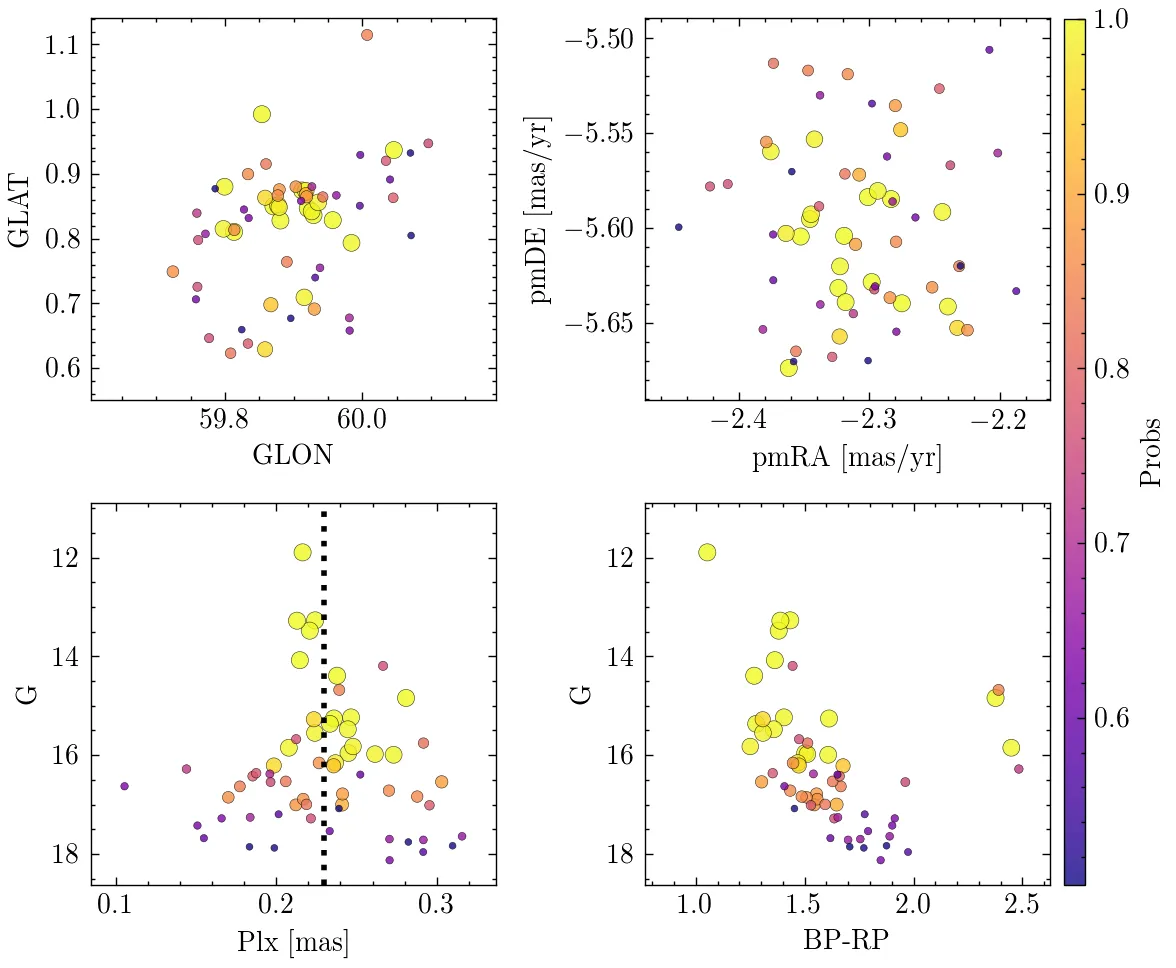 1.1
1.0
0.9
0.8
0.7
0.6
GLAT
59.8 60.0
GLON
−5.50
−5.55
−5.60
−5.65
pmDE [mas/yr]
−2.4 −2.3 −2.2
pmRA [mas/yr]
12
14
16
18
G
0.1 0.2 0.3
Plx [mas]
12
14
16
18
G
1.0 1.5 2.0 2.5
BP-RP
1.0
0.9
0.8
0.7
0.6
Probs